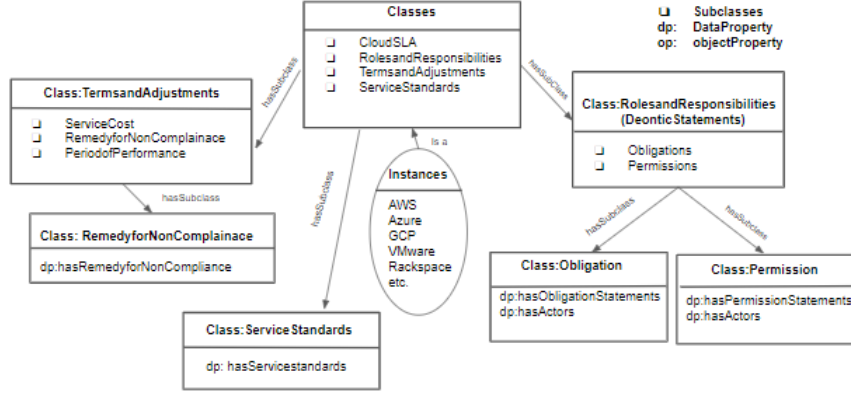 Classes
❑ CloudSLA
❑ RolesandResponsibilities
❑ TermsandAdjustments
❑ ServiceStandards
❑ Subclasses
dp: DataProperty
op: objectProperty
hasSubclass
hasSubClass
Class:TermsandAdjustments
❑ ServiceCost
❑ RemedyforNonComplainace
❑ PeriodofPerformance
Class:RolesandResponsibilities
(DeonticStatements)
❑ Obligations
❑ Permissions
Is a
Instances
AWS
Azure
GCP
VMware
Rackspace
etc.
hasSubclass
hasSubclass
hasSubclass
hasSubclass
Class: RemedyforNonComplainace
dp:hasRemedyforNonCompliance
Class:Obligation
dp:hasObligationStatements
dp:hasActors
Class:Permission
dp:hasPermissionStatements
dp:hasActors
Class:ServiceStandards
dp: hasServicestandards